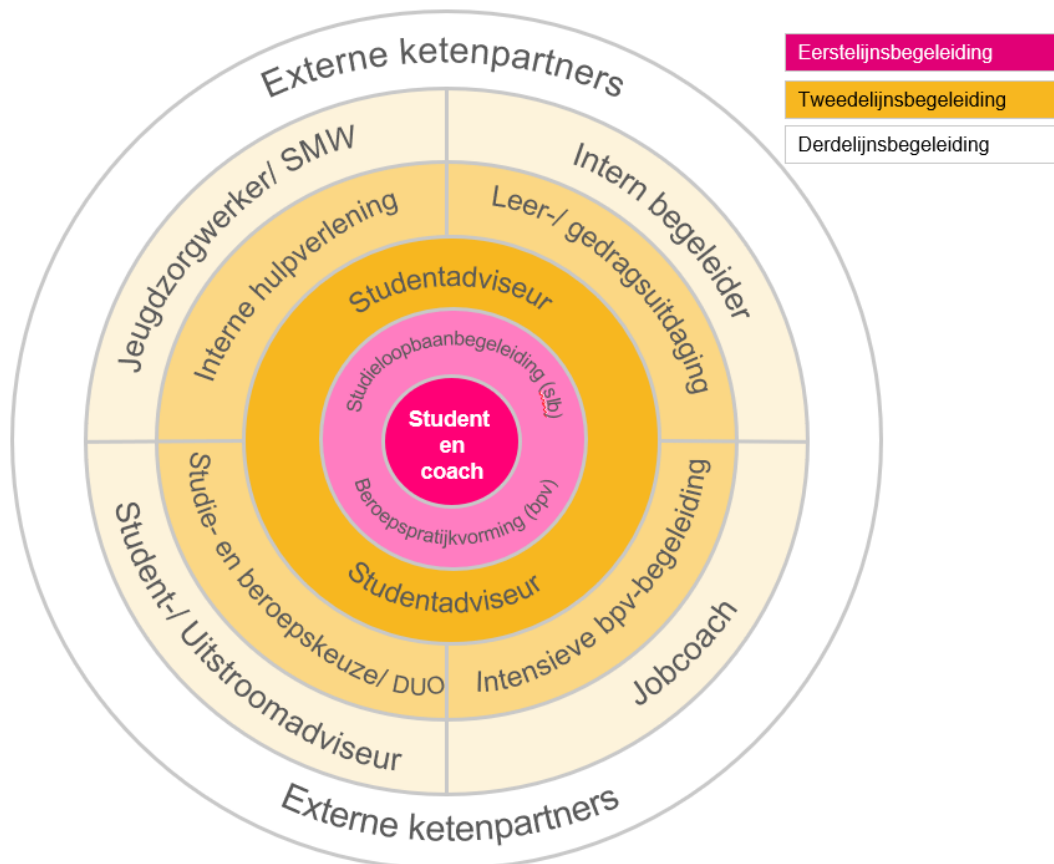 Externe ketenpartners
Eerstelijnsbegeleiding
Tweedelijnsbegeleiding
Derdelijnsbegeleiding
Jeugdzorgwerker/ SMW
Intern begeleider
Interne hulpverlening
Leer-/ gedragsuitdaging
Studentadviseur
Studieloopbaanbegeleiding (slb)
Student
en
coach
Beroepspratijkvorming (bpv)
Studentadviseur
Studie- en beroepskeuze/ DUO
Intensieve bpv-begeleiding
Student-/ Uitstroomadviseur
Jobcoach
Externe ketenpartners